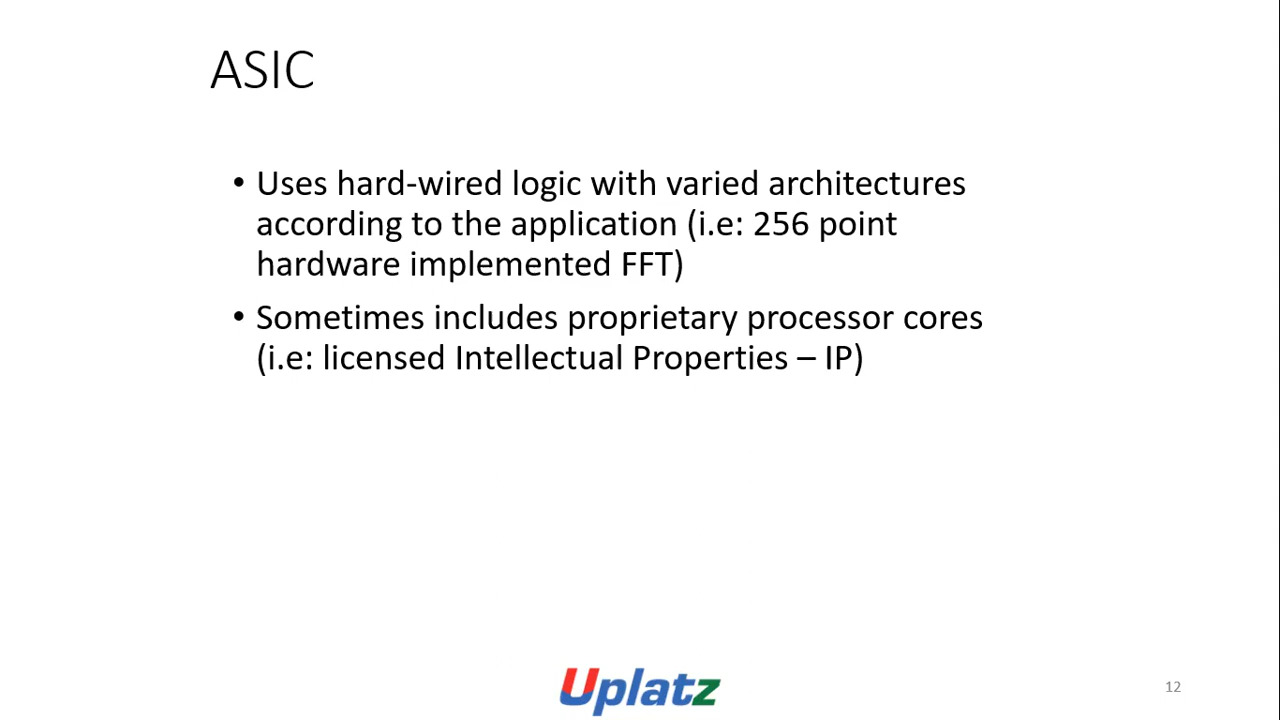 ASIC
• Uses hard-wired logic with varied architectures
according to the application (i.e: 256 point
hardware implemented FFT)
• Sometimes includes proprietary processor cores
(i.e: licensed Intellectual Properties – IP)
Uplatz
12